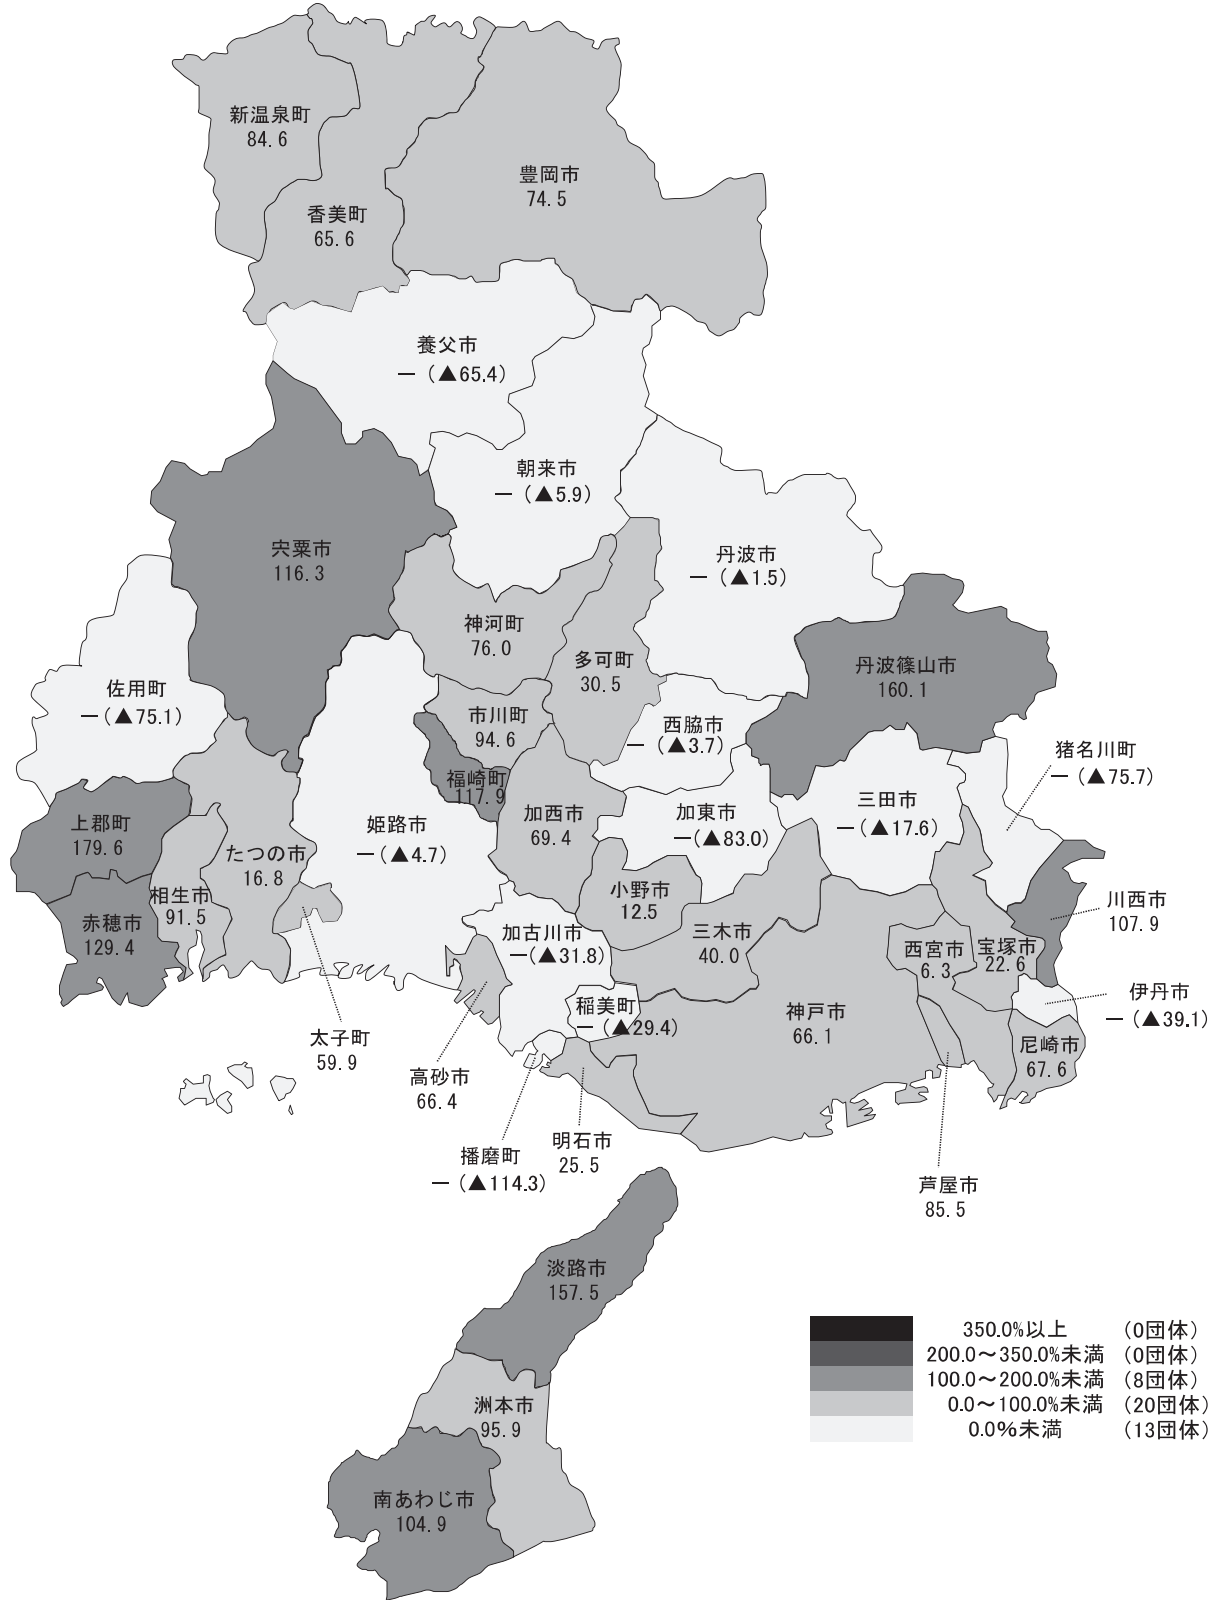 新温泉町
84.6
香美町
65.6
豊岡市
74.5
養父市
― (▲65.4)
朝来市
― (▲5.9)
宍粟市
116.3
丹波市
― (▲1.5)
神河町
76.0
多可町
30.5
丹波篠山市
160.1
佐用町
―(▲75.1)
市川町
94.6
西脇市
― (▲3.7)
猪名川町
―(▲75.7)
福崎町
117.9
加西市
69.4
加東市
―(▲83.0)
三田市
―(▲17.6)
上郡町
179.6
たつの市
16.8
姫路市
―(▲4.7)
相生市
91.5
小野市
12.5
赤穂市
129.4
三木市
40.0
川西市
107.9
加古川市
―(▲31.8)
西宮市
6.3
宝塚市
22.6
稲美町
―(▲29.4)
神戸市
66.1
伊丹市
―(▲39.1)
太子町
59.9
尼崎市
67.6
高砂市
66.4
播磨町
―(▲114.3)
明石市
25.5
芦屋市
85.5
淡路市
157.5
洲本市
95.9
南あわじ市
104.9
350.0%以上 (0団体)
200.0～350.0%未満 (0団体)
100.0～200.0%未満 (8団体)
0.0～100.0%未満 (20団体)
0.0%未満 (13団体)